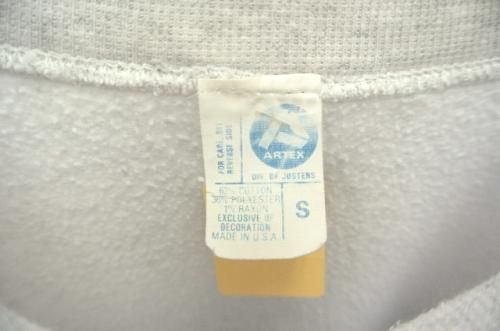 FOR CARE SEE
REVERSE SIDE
ARTEX
DIV. OF JOSTENS
COTTON
POLYESTER
1% RAYON
EXCLUSIVE OF
DECORATION
MADE IN U.S.A.
S